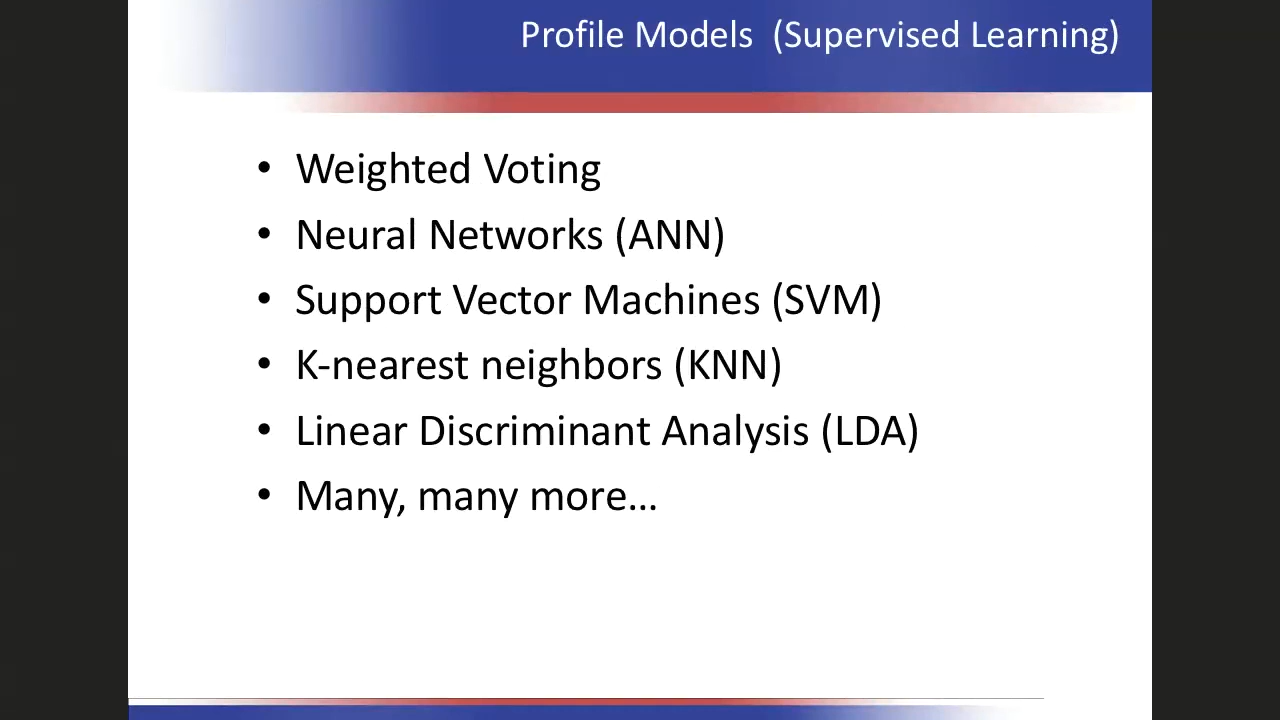 Profile Models  (Supervised Learning)
• Weighted Voting
• Neural Networks (ANN)
• Support Vector Machines (SVM)
• K-nearest neighbors (KNN)
• Linear Discriminant Analysis (LDA)
• Many, many more…